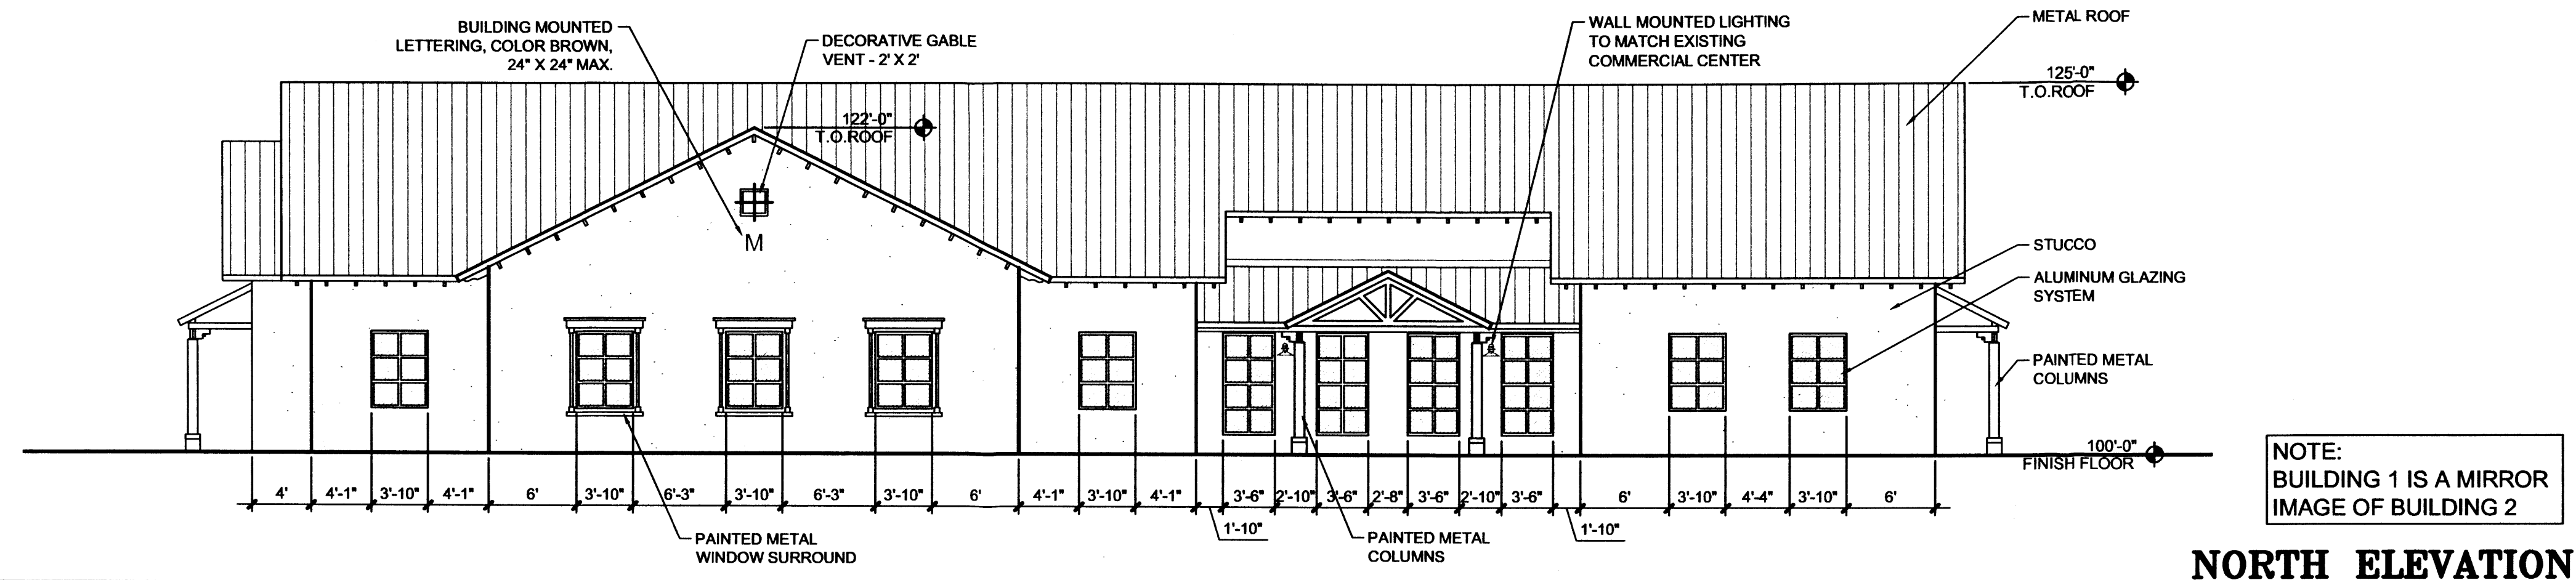 BUILDING MOUNTED
LETTERING, COLOR BROWN,
24" X 24" MAX.
DECORATIVE GABLE
VENT - 2' X 2'
WALL MOUNTED LIGHTING
TO MATCH EXISTING
COMMERCIAL CENTER
METAL ROOF
125'-0"
T.O.ROOF
122'-0"
T.O.ROOF
M
STUCCO
ALUMINUM GLAZING
SYSTEM
PAINTED METAL
COLUMNS
100'-0"
FINISH FLOOR
NOTE:
BUILDING 1 IS A MIRROR
IMAGE OF BUILDING 2
4' 4'-1" 3'-10" 4'-1" 6' 3'-10" 6'-3" 3'-10" 6'-3" 3'-10" 6' 4'-1" 3'-10" 4'-1" 3'-6" 2'-10" 3'-6" 2'-8" 3'-6" 2'-10" 3'-6" 6' 3'-10" 4'-4" 3'-10" 6'
1'-10" 1'-10"
PAINTED METAL
WINDOW SURROUND
PAINTED METAL
COLUMNS
NORTH ELEVATION